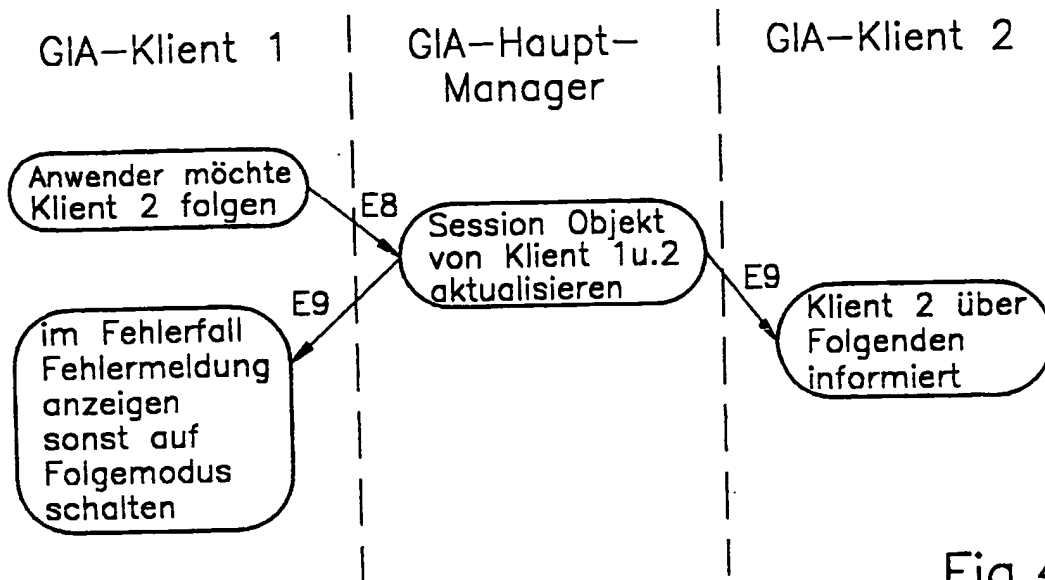 GIA-Klient 1
GIA-Haupt-
Manager
GIA-Klient 2
Anwender möchte
Klient 2 folgen
E8
Session Objekt
von Klient 1u.2
aktualisieren
E9
E9
im Fehlerfall
Fehlermeldung
anzeigen
sonst auf
Folgemodus
schalten
Klient 2 über
Folgenden
informiert
Fig